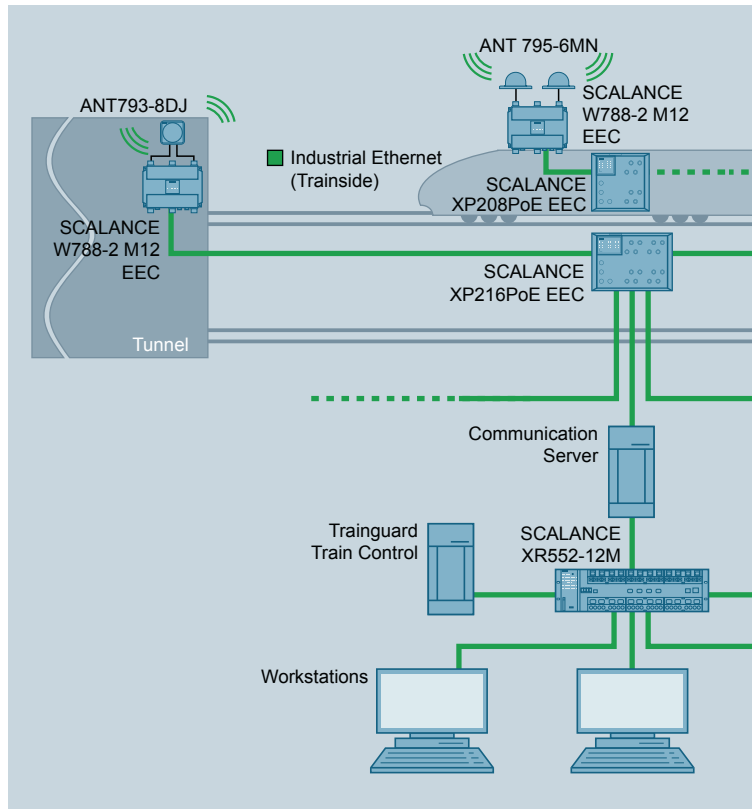 ANT 795-6MN
SCALANCE
W788-2 M12
EEC
ANT793-8DJ
Industrial Ethernet
(Trainside)
SCALANCE
XP208PoE EEC
SCALANCE
W788-2 M12
EEC
SCALANCE
XP216PoE EEC
Tunnel
Communication
Server
Trainguard
Train Control
SCALANCE
XR552-12M
Workstations